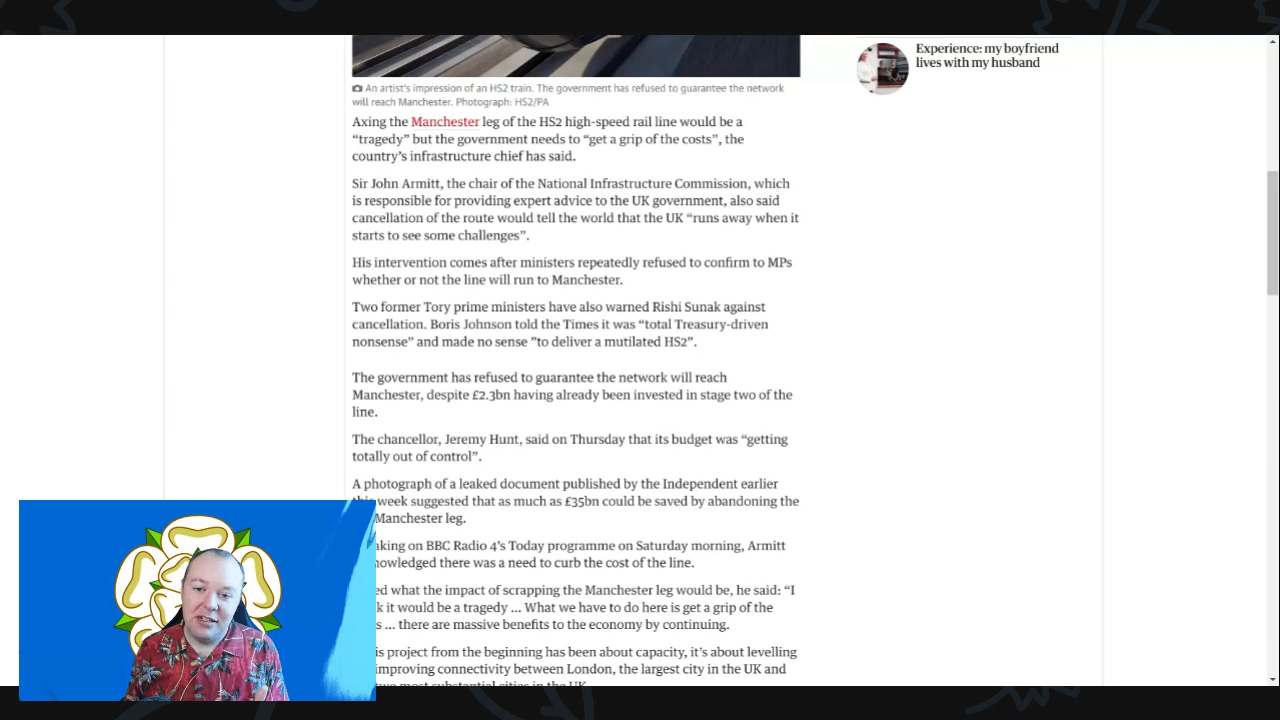 Experience: my boyfriend
lives with my husband
An artist's impression of an HS2 train. The government has refused to guarantee the network
will reach Manchester. Photograph: HS2/PA
Axing the Manchester leg of the HS2 high-speed rail line would be a
“tragedy” but the government needs to “get a grip of the costs”, the
country’s infrastructure chief has said.
Sir John Armitt, the chair of the National Infrastructure Commission, which
is responsible for providing expert advice to the UK government, also said
cancellation of the route would tell the world that the UK “runs away when it
starts to see some challenges”.
His intervention comes after ministers repeatedly refused to confirm to MPs
whether or not the line will run to Manchester.
Two former Tory prime ministers have also warned Rishi Sunak against
cancellation. Boris Johnson told the Times it was “total Treasury-driven
nonsense” and made no sense ”to deliver a mutilated HS2”.
The government has refused to guarantee the network will reach
Manchester, despite £2.3bn having already been invested in stage two of the
line.
The chancellor, Jeremy Hunt, said on Thursday that its budget was “getting
totally out of control”.
A photograph of a leaked document published by the Independent earlier
this week suggested that as much as £35bn could be saved by abandoning the
Manchester leg.
aking on BBC Radio 4’s Today programme on Saturday morning, Armitt
nowledged there was a need to curb the cost of the line.
ed what the impact of scrapping the Manchester leg would be, he said: “I
k it would be a tragedy ... What we have to do here is get a grip of the
s ... there are massive benefits to the economy by continuing.
is project from the beginning has been about capacity, it’s about levelling
improving connectivity between London, the largest city in the UK and
two most substantial cities in the UK